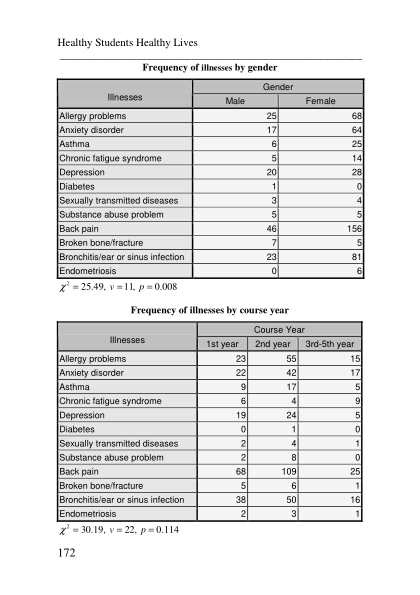 Healthy Students Healthy Lives
Frequency of illnesses by gender
Illnesses Gender
Male Female
Allergy problems 25 68
Anxiety disorder 17 64
Asthma 6 25
Chronic fatigue syndrome 5 14
Depression 20 28
Diabetes 1 0
Sexually transmitted diseases 3 4
Substance abuse problem 5 5
Back pain 46 156
Broken bone/fracture 7 5
Bronchitis/ear or sinus infection 23 81
Endometriosis 0 6
χ² = 25.49, ν = 11, p = 0.008
Frequency of illnesses by course year
Illnesses Course Year
1st year 2nd year 3rd-5th year
Allergy problems 23 55 15
Anxiety disorder 22 42 17
Asthma 9 17 5
Chronic fatigue syndrome 6 4 9
Depression 19 24 5
Diabetes 0 1 0
Sexually transmitted diseases 2 4 1
Substance abuse problem 2 8 0
Back pain 68 109 25
Broken bone/fracture 5 6 1
Bronchitis/ear or sinus infection 38 50 16
Endometriosis 2 3 1
χ² = 30.19, ν = 22, p = 0.114
172